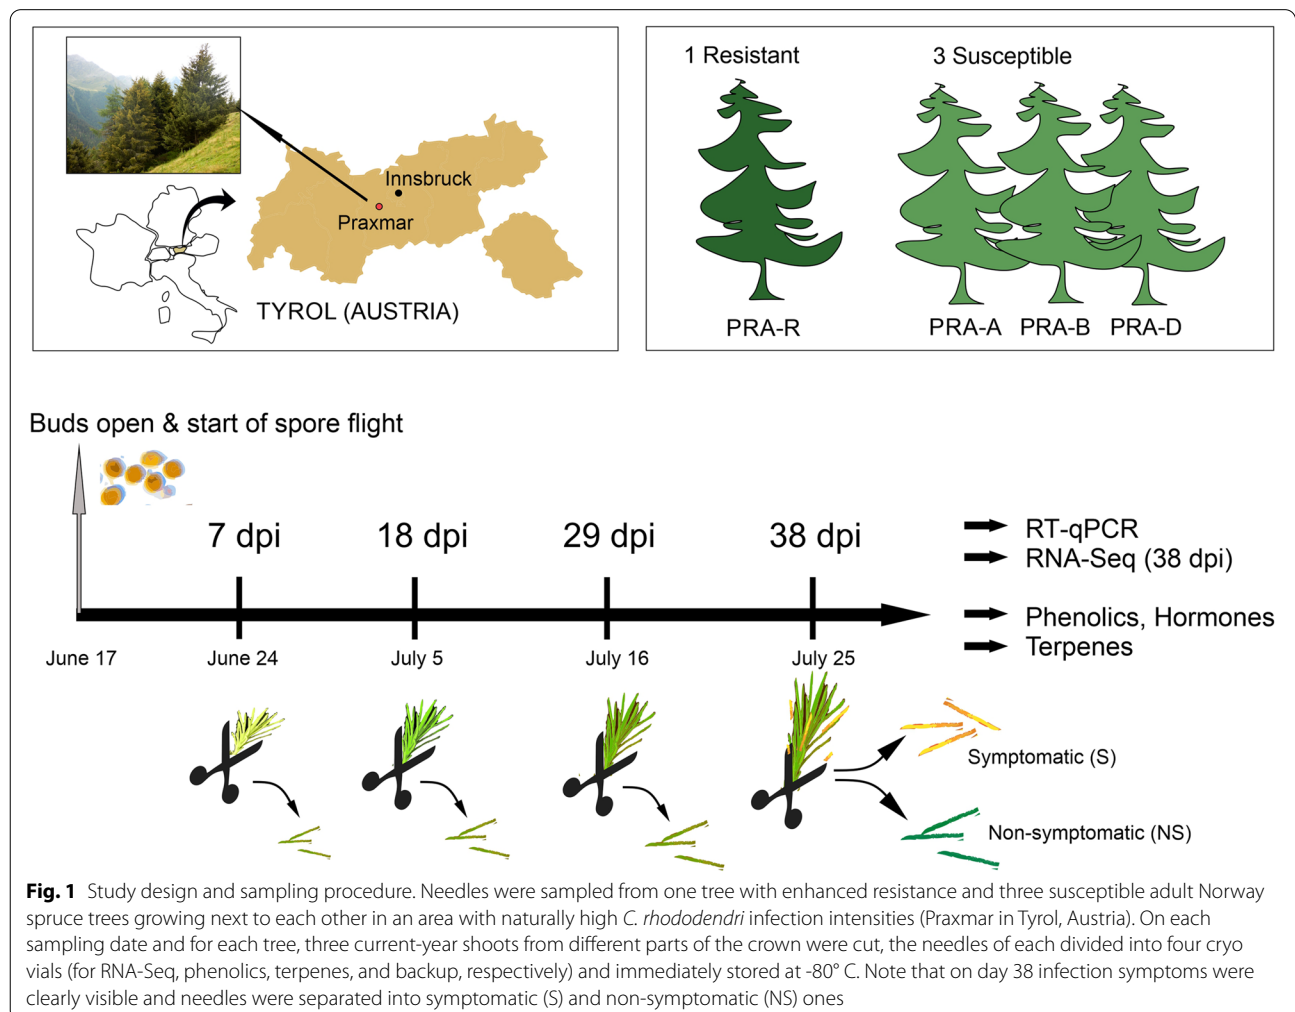 Innsbruck
Praxmar
TYROL (AUSTRIA)
1 Resistant
3 Susceptible
PRA-R
PRA-A
PRA-B
PRA-D
Buds open & start of spore flight
7 dpi
18 dpi
29 dpi
38 dpi
RT-qPCR
RNA-Seq (38 dpi)
Phenolics, Hormones
Terpenes
June 17
June 24
July 5
July 16
July 25
Symptomatic (S)
Non-symptomatic (NS)
Fig. 1 Study design and sampling procedure. Needles were sampled from one tree with enhanced resistance and three susceptible adult Norway
spruce trees growing next to each other in an area with naturally high C. rhododendri infection intensities (Praxmar in Tyrol, Austria). On each
sampling date and for each tree, three current-year shoots from different parts of the crown were cut, the needles of each divided into four cryo
vials (for RNA-Seq, phenolics, terpenes, and backup, respectively) and immediately stored at -80° C. Note that on day 38 infection symptoms were
clearly visible and needles were separated into symptomatic (S) and non-symptomatic (NS) ones